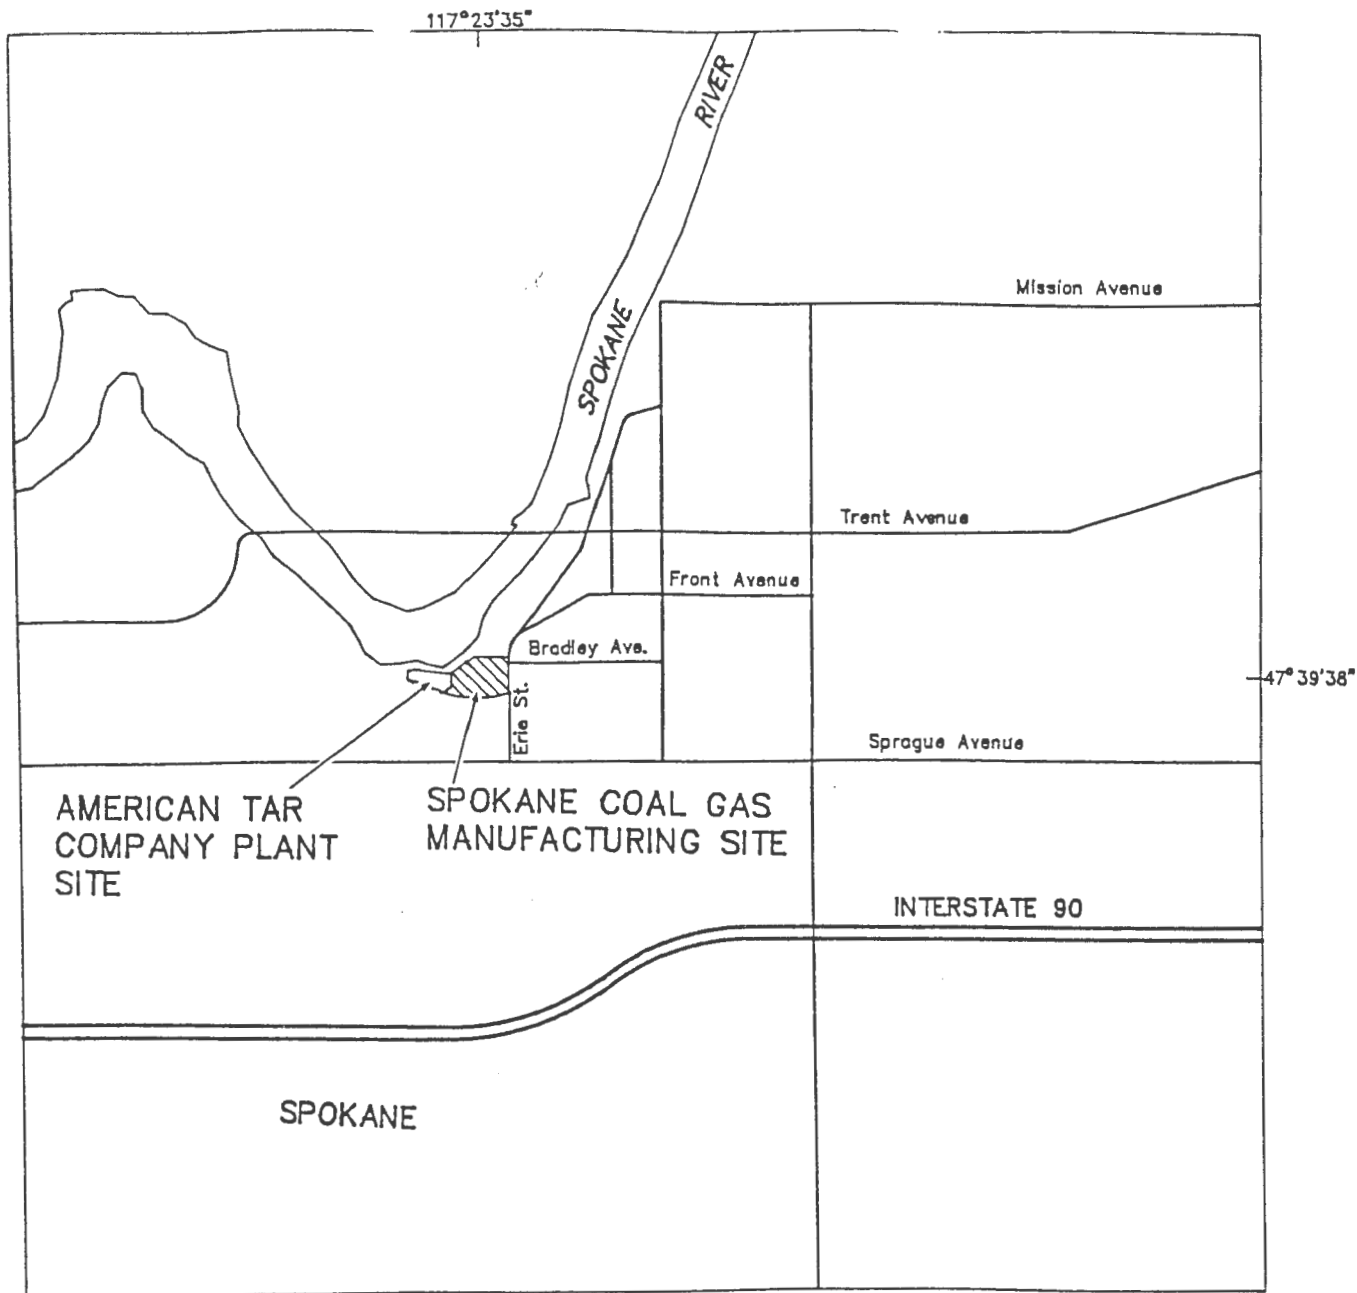 117°23'35"
RIVER
SPOKANE
Mission Avenue
Trent Avenue
Front Avenue
Bradley Ave.
Erie St.
47°39'38"
Sprague Avenue
AMERICAN TAR
COMPANY PLANT
SITE
SPOKANE COAL GAS
MANUFACTURING SITE
INTERSTATE 90
SPOKANE